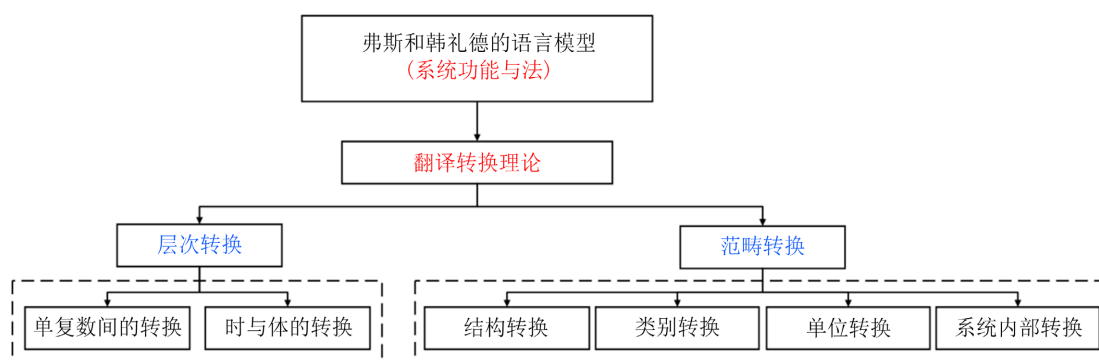 弗斯和韩礼德的语言模型
(系统功能与法)
翻译转换理论
层次转换
范畴转换
单复数间的转换
时与体的转换
结构转换
类别转换
单位转换
系统内部转换